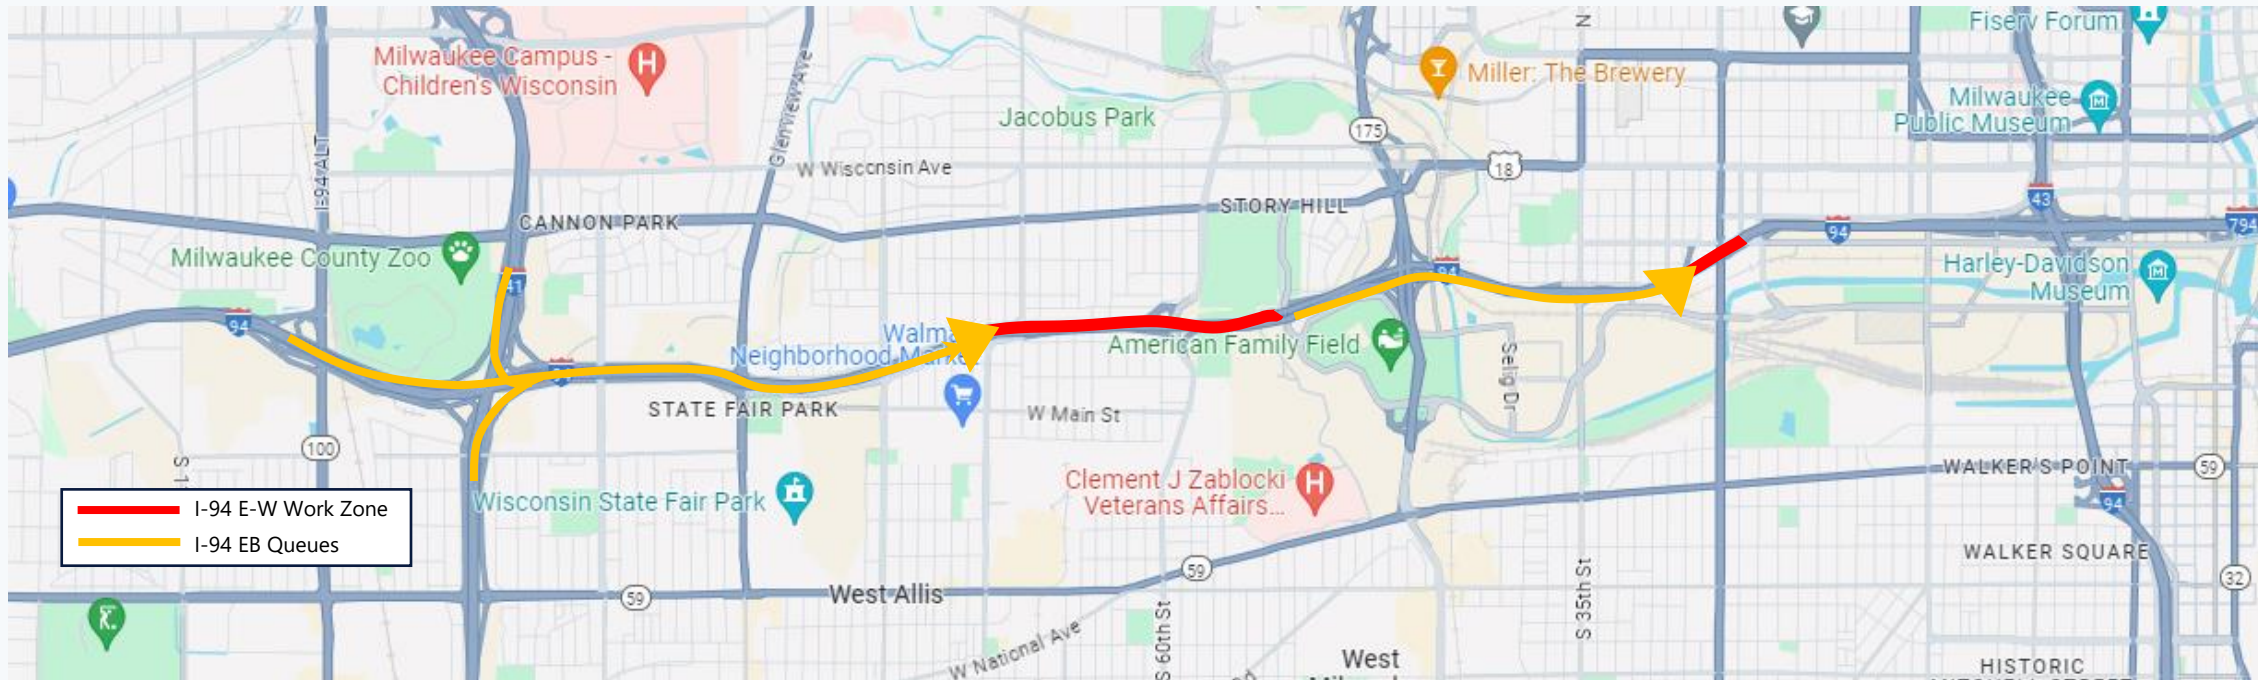 Fiserv Forum
N
Milwaukee Campus -
Children's Wisconsin
Glenview Ave
Miller: The Brewery
Milwaukee
Public Museum
Jacobus Park
175
I-94 ALT
W Wisconsin Ave
18
43
CANNON PARK
STORY HILL
94
794
Milwaukee County Zoo
41
94
Harley-Davidson
Museum
94
Neighborhood Market
American Family Field
Selig Dr
STATE FAIR PARK
W Main St
100
S 1
Clement J Zablocki
Veterans Affairs...
WALKER'S POINT
59
Wisconsin State Fair Park
94
I-94 E-W Work Zone
I-94 EB Queues
WALKER SQUARE
59
59
West Allis
32
S 35th St
S 60th St
W National Ave
West
HISTORIC